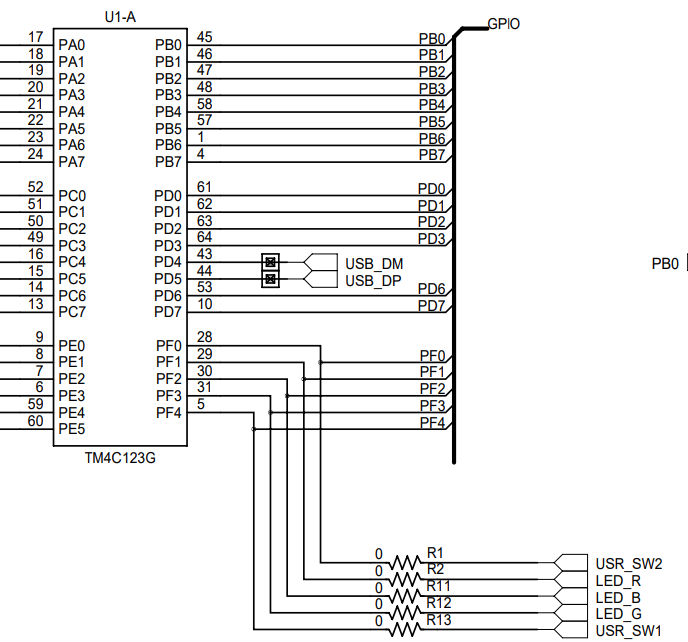 U1-A
GPIO
17 PA0 PB0 45 PB0
18 PA1 PB1 46 PB1
19 PA2 PB2 47 PB2
20 PA3 PB3 48 PB3
21 PA4 PB4 58 PB4
22 PA5 PB5 57 PB5
23 PA6 PB6 1 PB6
24 PA7 PB7 4 PB7
52 PC0 PD0 61 PD0
51 PC1 PD1 62 PD1
50 PC2 PD2 63 PD2
49 PC3 PD3 64 PD3
16 PC4 PD4 43 USB_DM PB0
15 PC5 PD5 44 USB_DP
14 PC6 PD6 53 PD6
13 PC7 PD7 10 PD7
9 PE0 PF0 28 PF0
8 PE1 PF1 29 PF1
7 PE2 PF2 30 PF2
6 PE3 PF3 31 PF3
59 PE4 PF4 5 PF4
60 PE5
TM4C123G
0 R1 USR_SW2
0 R2 LED_R
0 R11 LED_B
0 R12 LED_G
0 R13 USR_SW1